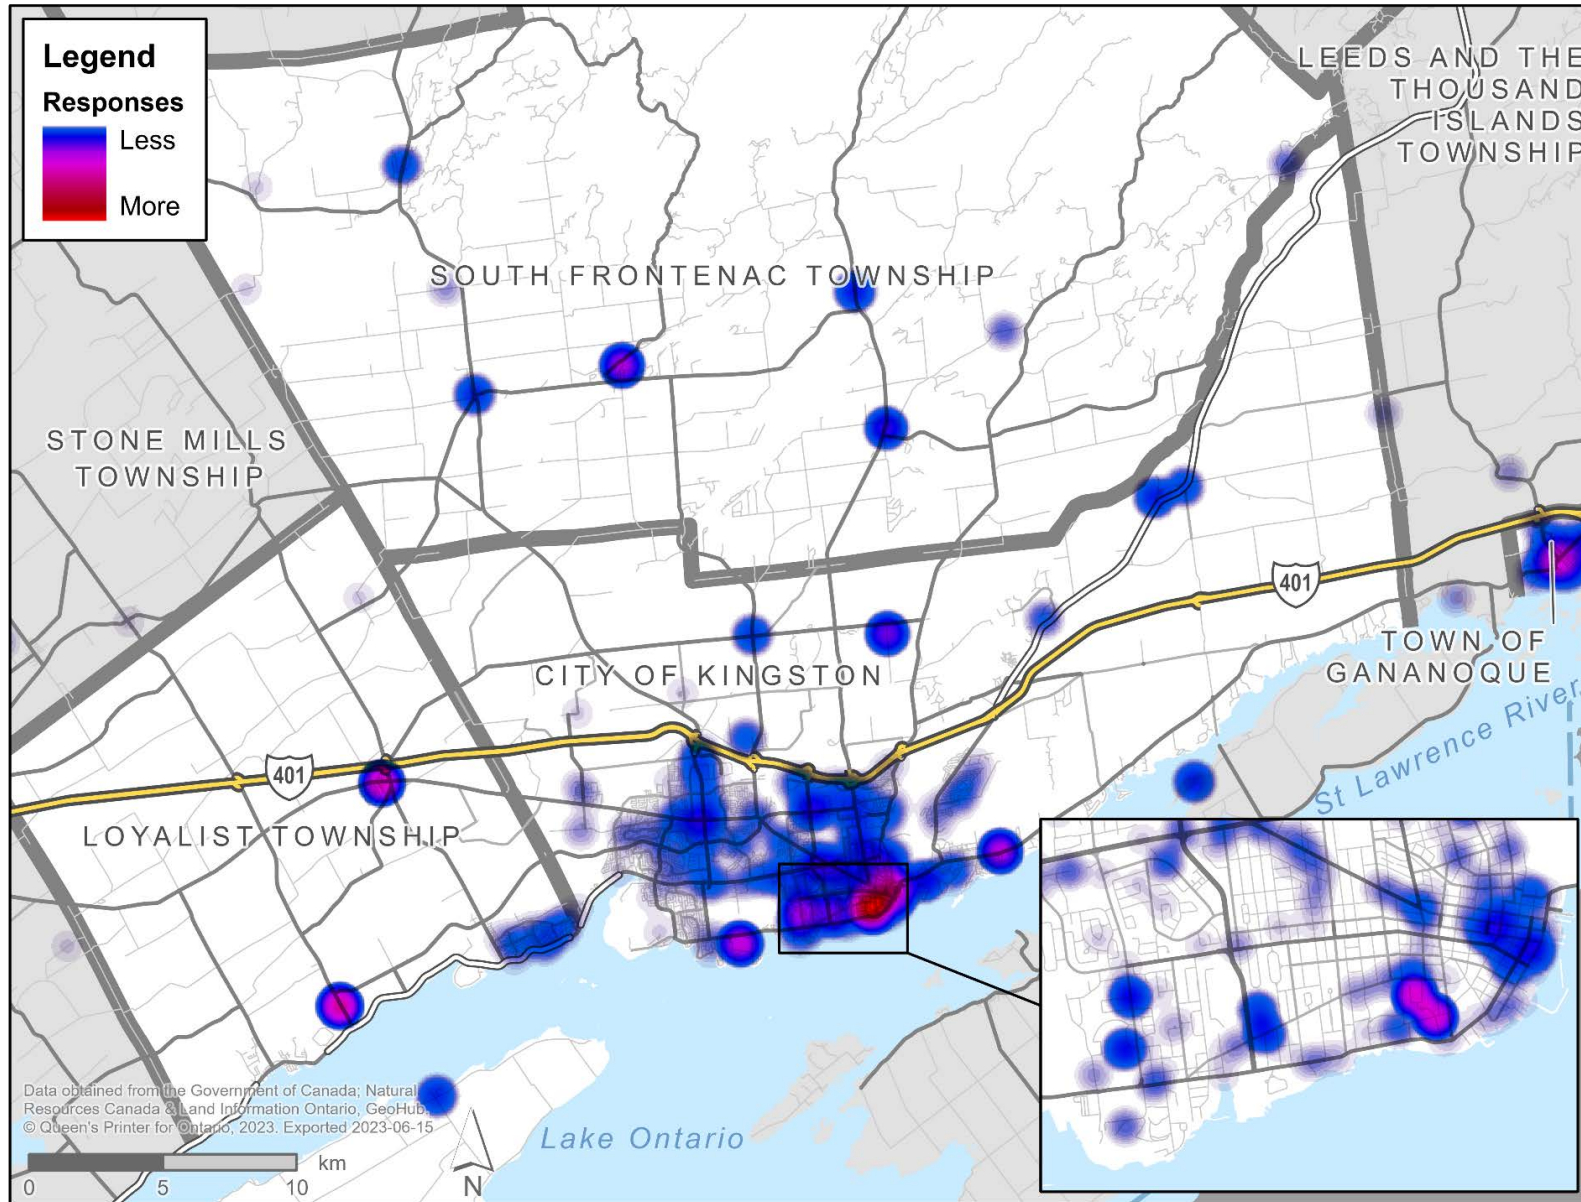 Legend
Responses
Less
More
LEEDS AND THE
THOUSAND
ISLANDS
TOWNSHIP
SOUTH FRONTENAC TOWNSHIP
STONE MILLS
TOWNSHIP
401
TOWN OF
GANANOQUE
CITY OF KINGSTON
401
LOYALIST TOWNSHIP
St Lawrence River
Data obtained from the Government of Canada; Natural
Resources Canada & Land Information Ontario, GeoHub,
© Queen's Printer for Ontario, 2023. Exported 2023-06-15
Lake Ontario
km
0 5 10
N